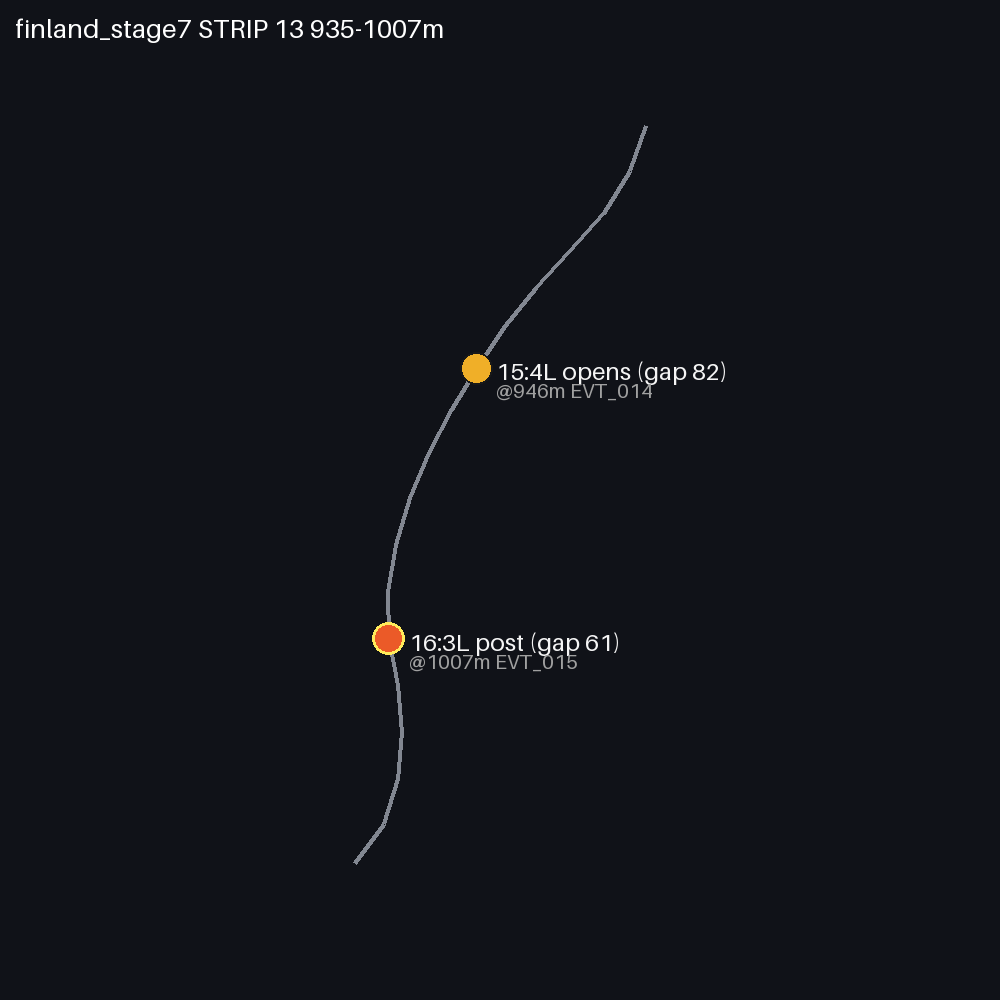 finland_stage7 STRIP 13 935-1007m
15:4L opens (gap 82)
@946m EVT_014
16:3L post (gap 61)
@1007m EVT_015